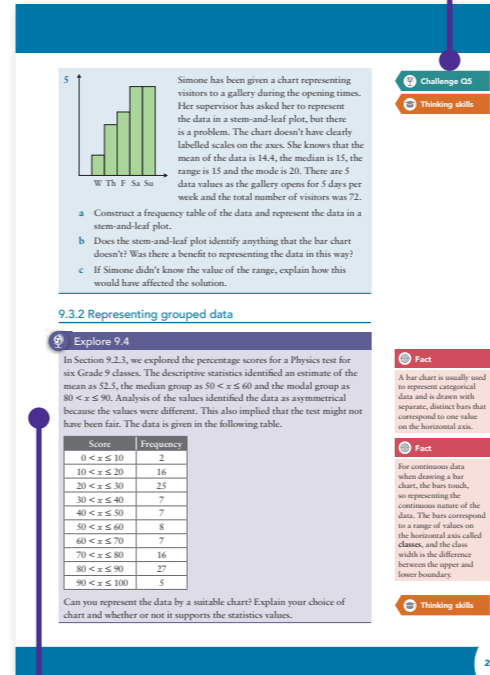 5
Simone has been given a chart representing
visitors to a gallery during the opening times.
Her supervisor has asked her to represent
the data in a stem-and-leaf plot, but there
is a problem. The chart doesn't have clearly
labelled scales on the axes. She knows that the
mean of the data is 14.4, the median is 15, the
range is 15 and the mode is 20. There are 5
data values as the gallery opens for 5 days per
week and the total number of visitors was 72.
W Th F Sa Su
a Construct a frequency table of the data and represent the data in a
stem-and-leaf plot.
b Does the stem-and-leaf plot identify anything that the bar chart
doesn't? Was there a benefit to representing the data in this way?
c If Simone didn't know the value of the range, explain how this
would have affected the solution.
Challenge Q5
Thinking skills
9.3.2 Representing grouped data
Explore 9.4
In Section 9.2.3, we explored the percentage scores for a Physics test for
six Grade 9 classes. The descriptive statistics identified an estimate of the
mean as 52.5, the median group as 50 < x ≤ 60 and the modal group as
80 < x ≤ 90. Analysis of the values identified the data as asymmetrical
because the values were different. This also implied that the test might not
have been fair. The data is given in the following table.
Score Frequency
0 < x ≤ 10 2
10 < x ≤ 20 16
20 < x ≤ 30 25
30 < x ≤ 40 7
40 < x ≤ 50 7
50 < x ≤ 60 8
60 < x ≤ 70 7
70 < x ≤ 80 16
80 < x ≤ 90 27
90 < x ≤ 100 5
Can you represent the data by a suitable chart? Explain your choice of
chart and whether or not it supports the statistics values.
Fact
A bar chart is usually used
to represent categorical
data and is drawn with
separate, distinct bars that
correspond to one value
on the horizontal axis.
Fact
For continuous data
when drawing a bar
chart, the bars touch,
so representing the
continuous nature of the
data. The bars correspond
to a range of values on
the horizontal axis called
classes, and the class
width is the difference
between the upper and
lower boundary.
Thinking skills
2